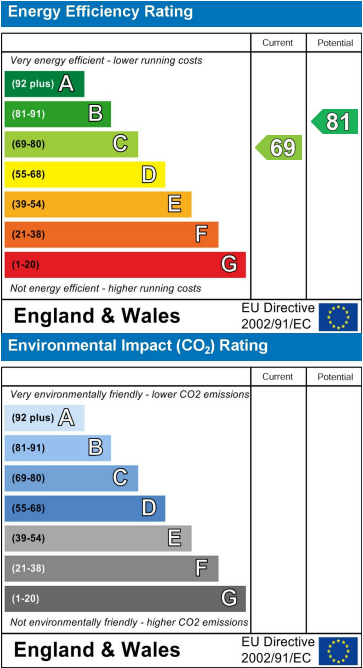 Energy Efficiency Rating
Current Potential
Very energy efficient - lower running costs
(92 plus) A
(81-91) B
81
(69-80) C
69
(55-68) D
(39-54) E
(21-38) F
(1-20) G
Not energy efficient - higher running costs
England & Wales
EU Directive
2002/91/EC
Environmental Impact (CO₂) Rating
Current Potential
Very environmentally friendly - lower CO2 emissions
(92 plus) A
(81-91) B
(69-80) C
(55-68) D
(39-54) E
(21-38) F
(1-20) G
Not environmentally friendly - higher CO2 emissions
England & Wales
EU Directive
2002/91/EC